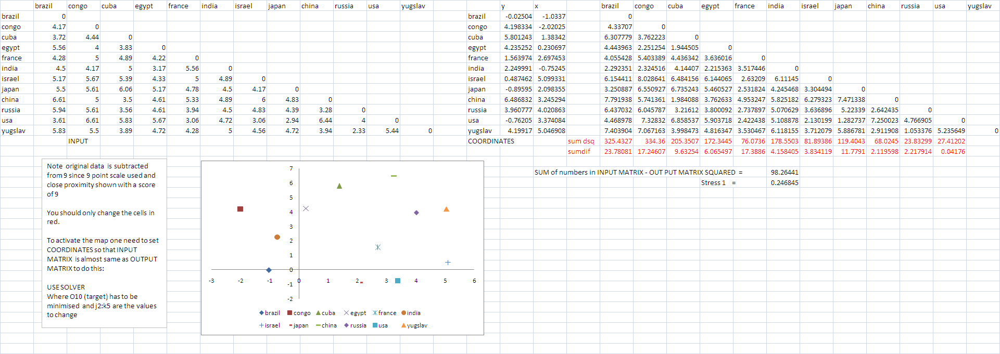 brazil congo cuba egypt france india israel japan china russia usa yugslav y x brazil congo cuba egypt france india israel japan china russia usa yugslav
brazil 0 brazil -0.02504 -1.0337 0
congo 4.17 0 congo 4.198334 -2.02025 4.33707 0
cuba 3.72 4.44 0 cuba 5.801243 1.38342 6.307779 3.762223 0
egypt 5.56 4 3.83 0 egypt 4.235252 0.230697 4.443963 2.251254 1.944505 0
france 4.28 5 4.89 4.22 0 france 1.563974 2.697453 4.055428 5.403389 4.436342 3.636016 0
india 4.5 4.17 5 3.17 5.56 0 india 2.249991 -0.75245 2.292351 2.324516 4.14407 2.215363 3.517446 0
israel 5.17 5.67 5.39 4.33 5 4.89 0 israel 0.487462 5.099331 6.154411 8.028641 6.484156 6.144065 2.63209 6.11145 0
japan 5.5 5.61 6.06 5.17 4.78 4.5 4.17 0 japan -0.89595 2.098355 3.250887 6.550927 6.735243 5.460527 2.531824 4.245468 3.304494 0
china 6.61 5 3.5 4.61 5.33 4.89 6 4.83 0 china 6.486832 3.245294 7.791938 5.741361 1.984088 3.762633 4.953247 5.825182 6.279323 7.471338 0
russia 5.94 5.61 3.56 4.61 3.94 4.5 4.83 4.39 3.28 0 russia 3.960777 4.020863 6.437032 6.045787 3.21612 3.800092 2.737897 5.070629 3.636896 5.22339 2.642435 0
usa 3.61 6.61 5.83 5.67 3.06 4.72 3.06 2.94 6.44 4 0 usa -0.76205 3.374084 4.468978 7.32832 6.858537 5.903718 2.422438 5.108878 2.130199 1.282737 7.250023 4.766905 0
yugslav 5.83 5.5 3.89 4.72 4.28 5 4.56 4.72 3.94 2.33 5.44 0 yugslav 4.19917 5.046908 7.403904 7.067163 3.998473 4.816347 3.530467 6.118155 3.712079 5.886781 2.911908 1.053376 5.235649 0
INPUT COORDINATES sum dsq 325.4327 334.36 205.3507 172.3445 76.0736 178.5503 81.89386 119.4043 68.0245 23.83299 27.41202
sumdif 23.78081 17.24607 9.63254 6.065497 17.3886 4.158405 3.834119 11.7791 2.119598 2.217914 0.04176
SUM of numbers in INPUT MATRIX - OUT PUT MATRIX SQUARED = 98.26441
Stress 1 = 0.246845
Note original data is subtracted
from 9 since 9 point scale used and
close proximity shown with a score
of 9
You should only change the cells in
red.
To activate the map one need to set
COORDINATES so that INPUT
MATRIX is almost same as OUTPUT
MATRIX to do this:
USE SOLVER
Where O10 (target) has to be
minimised and j2:k5 are the values
to change
7
6
5
4
3
2
1
0
-3 -2 -1 0 1 2 3 4 5 6
-1
-2
brazil congo cuba egypt france india
israel japan china russia usa yugslav